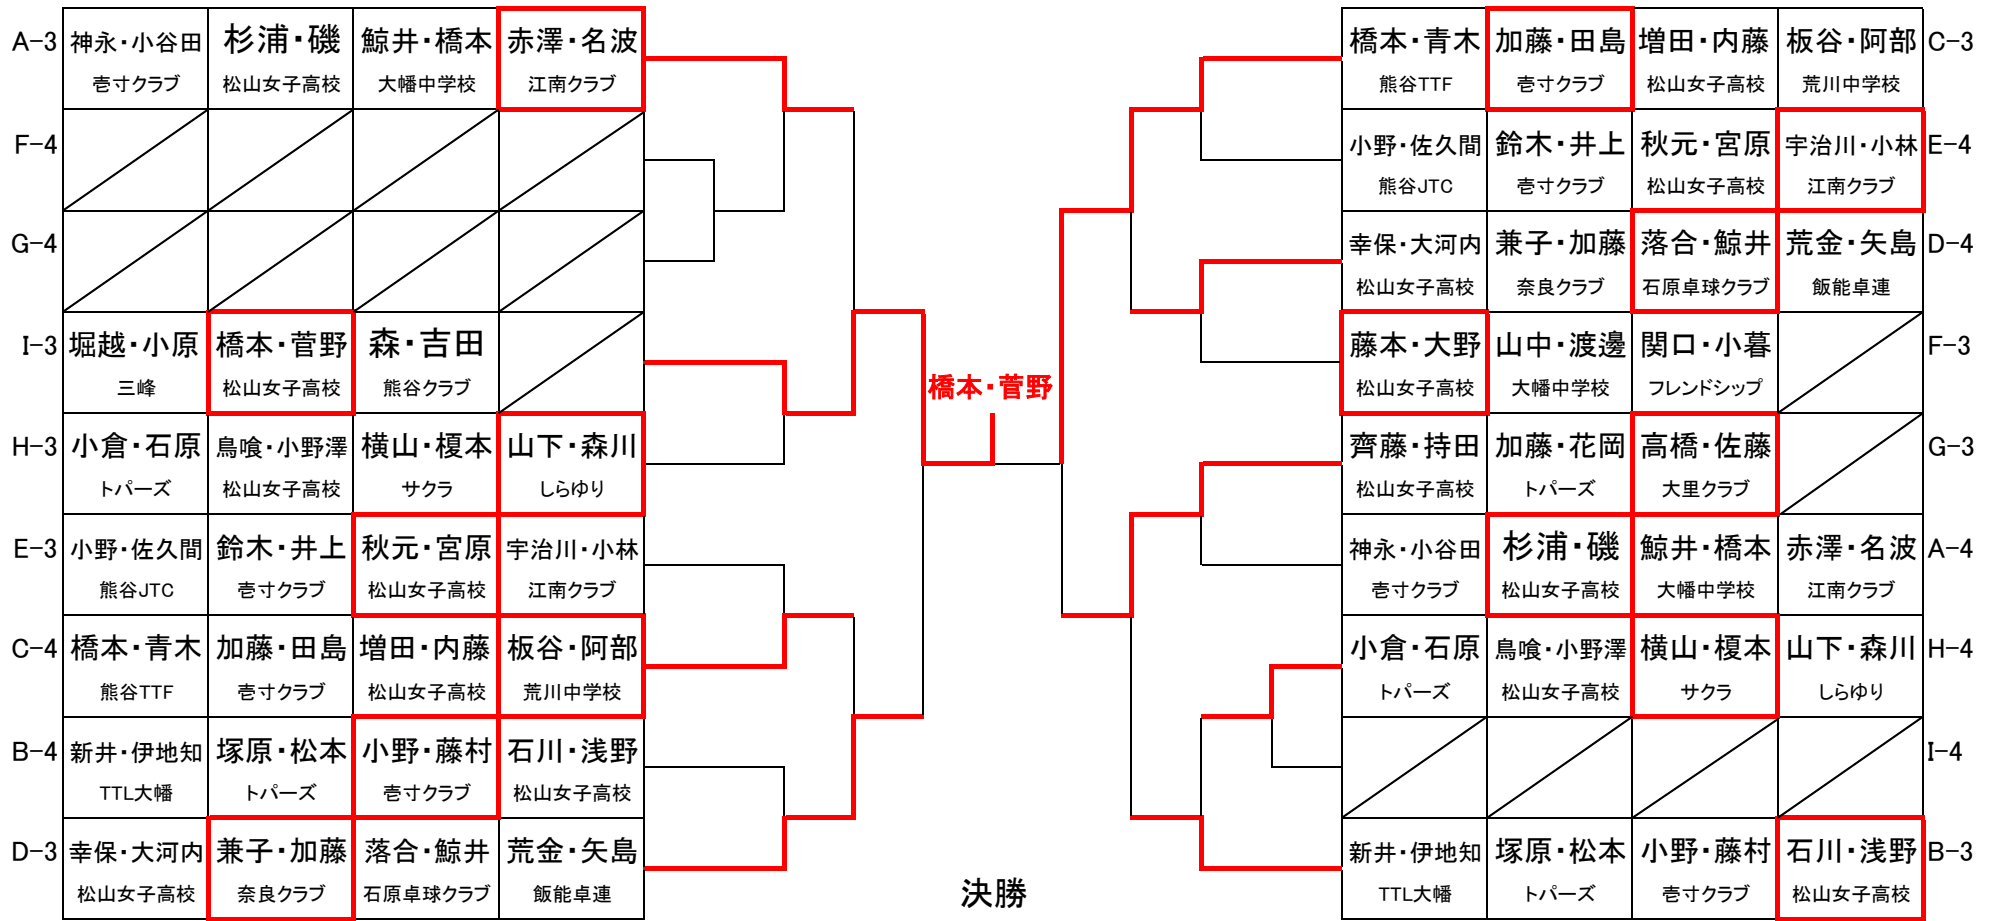 A-3 神永・小谷田 杉浦・磯 鯨井・橋本 赤澤・名波
壱寸クラブ 松山女子高校 大幡中学校 江南クラブ
F-4
G-4
I-3 堀越・小原 橋本・菅野 森・吉田
三峰 松山女子高校 熊谷クラブ
H-3 小倉・石原 鳥喰・小野澤 横山・榎本 山下・森川
トパーズ 松山女子高校 サクラ しらゆり
E-3 小野・佐久間 鈴木・井上 秋元・宮原 宇治川・小林
熊谷JTC 壱寸クラブ 松山女子高校 江南クラブ
C-4 橋本・青木 加藤・田島 増田・内藤 板谷・阿部
熊谷TTF 壱寸クラブ 松山女子高校 荒川中学校
B-4 新井・伊地知 塚原・松本 小野・藤村 石川・浅野
TTL大幡 トパーズ 壱寸クラブ 松山女子高校
D-3 幸保・大河内 兼子・加藤 落合・鯨井 荒金・矢島
松山女子高校 奈良クラブ 石原卓球クラブ 飯能卓連
橋本・菅野
決勝
橋本・青木 加藤・田島 増田・内藤 板谷・阿部 C-3
熊谷TTF 壱寸クラブ 松山女子高校 荒川中学校
小野・佐久間 鈴木・井上 秋元・宮原 宇治川・小林 E-4
熊谷JTC 壱寸クラブ 松山女子高校 江南クラブ
幸保・大河内 兼子・加藤 落合・鯨井 荒金・矢島 D-4
松山女子高校 奈良クラブ 石原卓球クラブ 飯能卓連
藤本・大野 山中・渡邊 関口・小暮 F-3
松山女子高校 大幡中学校 フレンドシップ
齊藤・持田 加藤・花岡 高橋・佐藤 G-3
松山女子高校 トパーズ 大里クラブ
神永・小谷田 杉浦・磯 鯨井・橋本 赤澤・名波 A-4
壱寸クラブ 松山女子高校 大幡中学校 江南クラブ
小倉・石原 鳥喰・小野澤 横山・榎本 山下・森川 H-4
トパーズ 松山女子高校 サクラ しらゆり
I-4
新井・伊地知 塚原・松本 小野・藤村 石川・浅野 B-3
TTL大幡 トパーズ 壱寸クラブ 松山女子高校